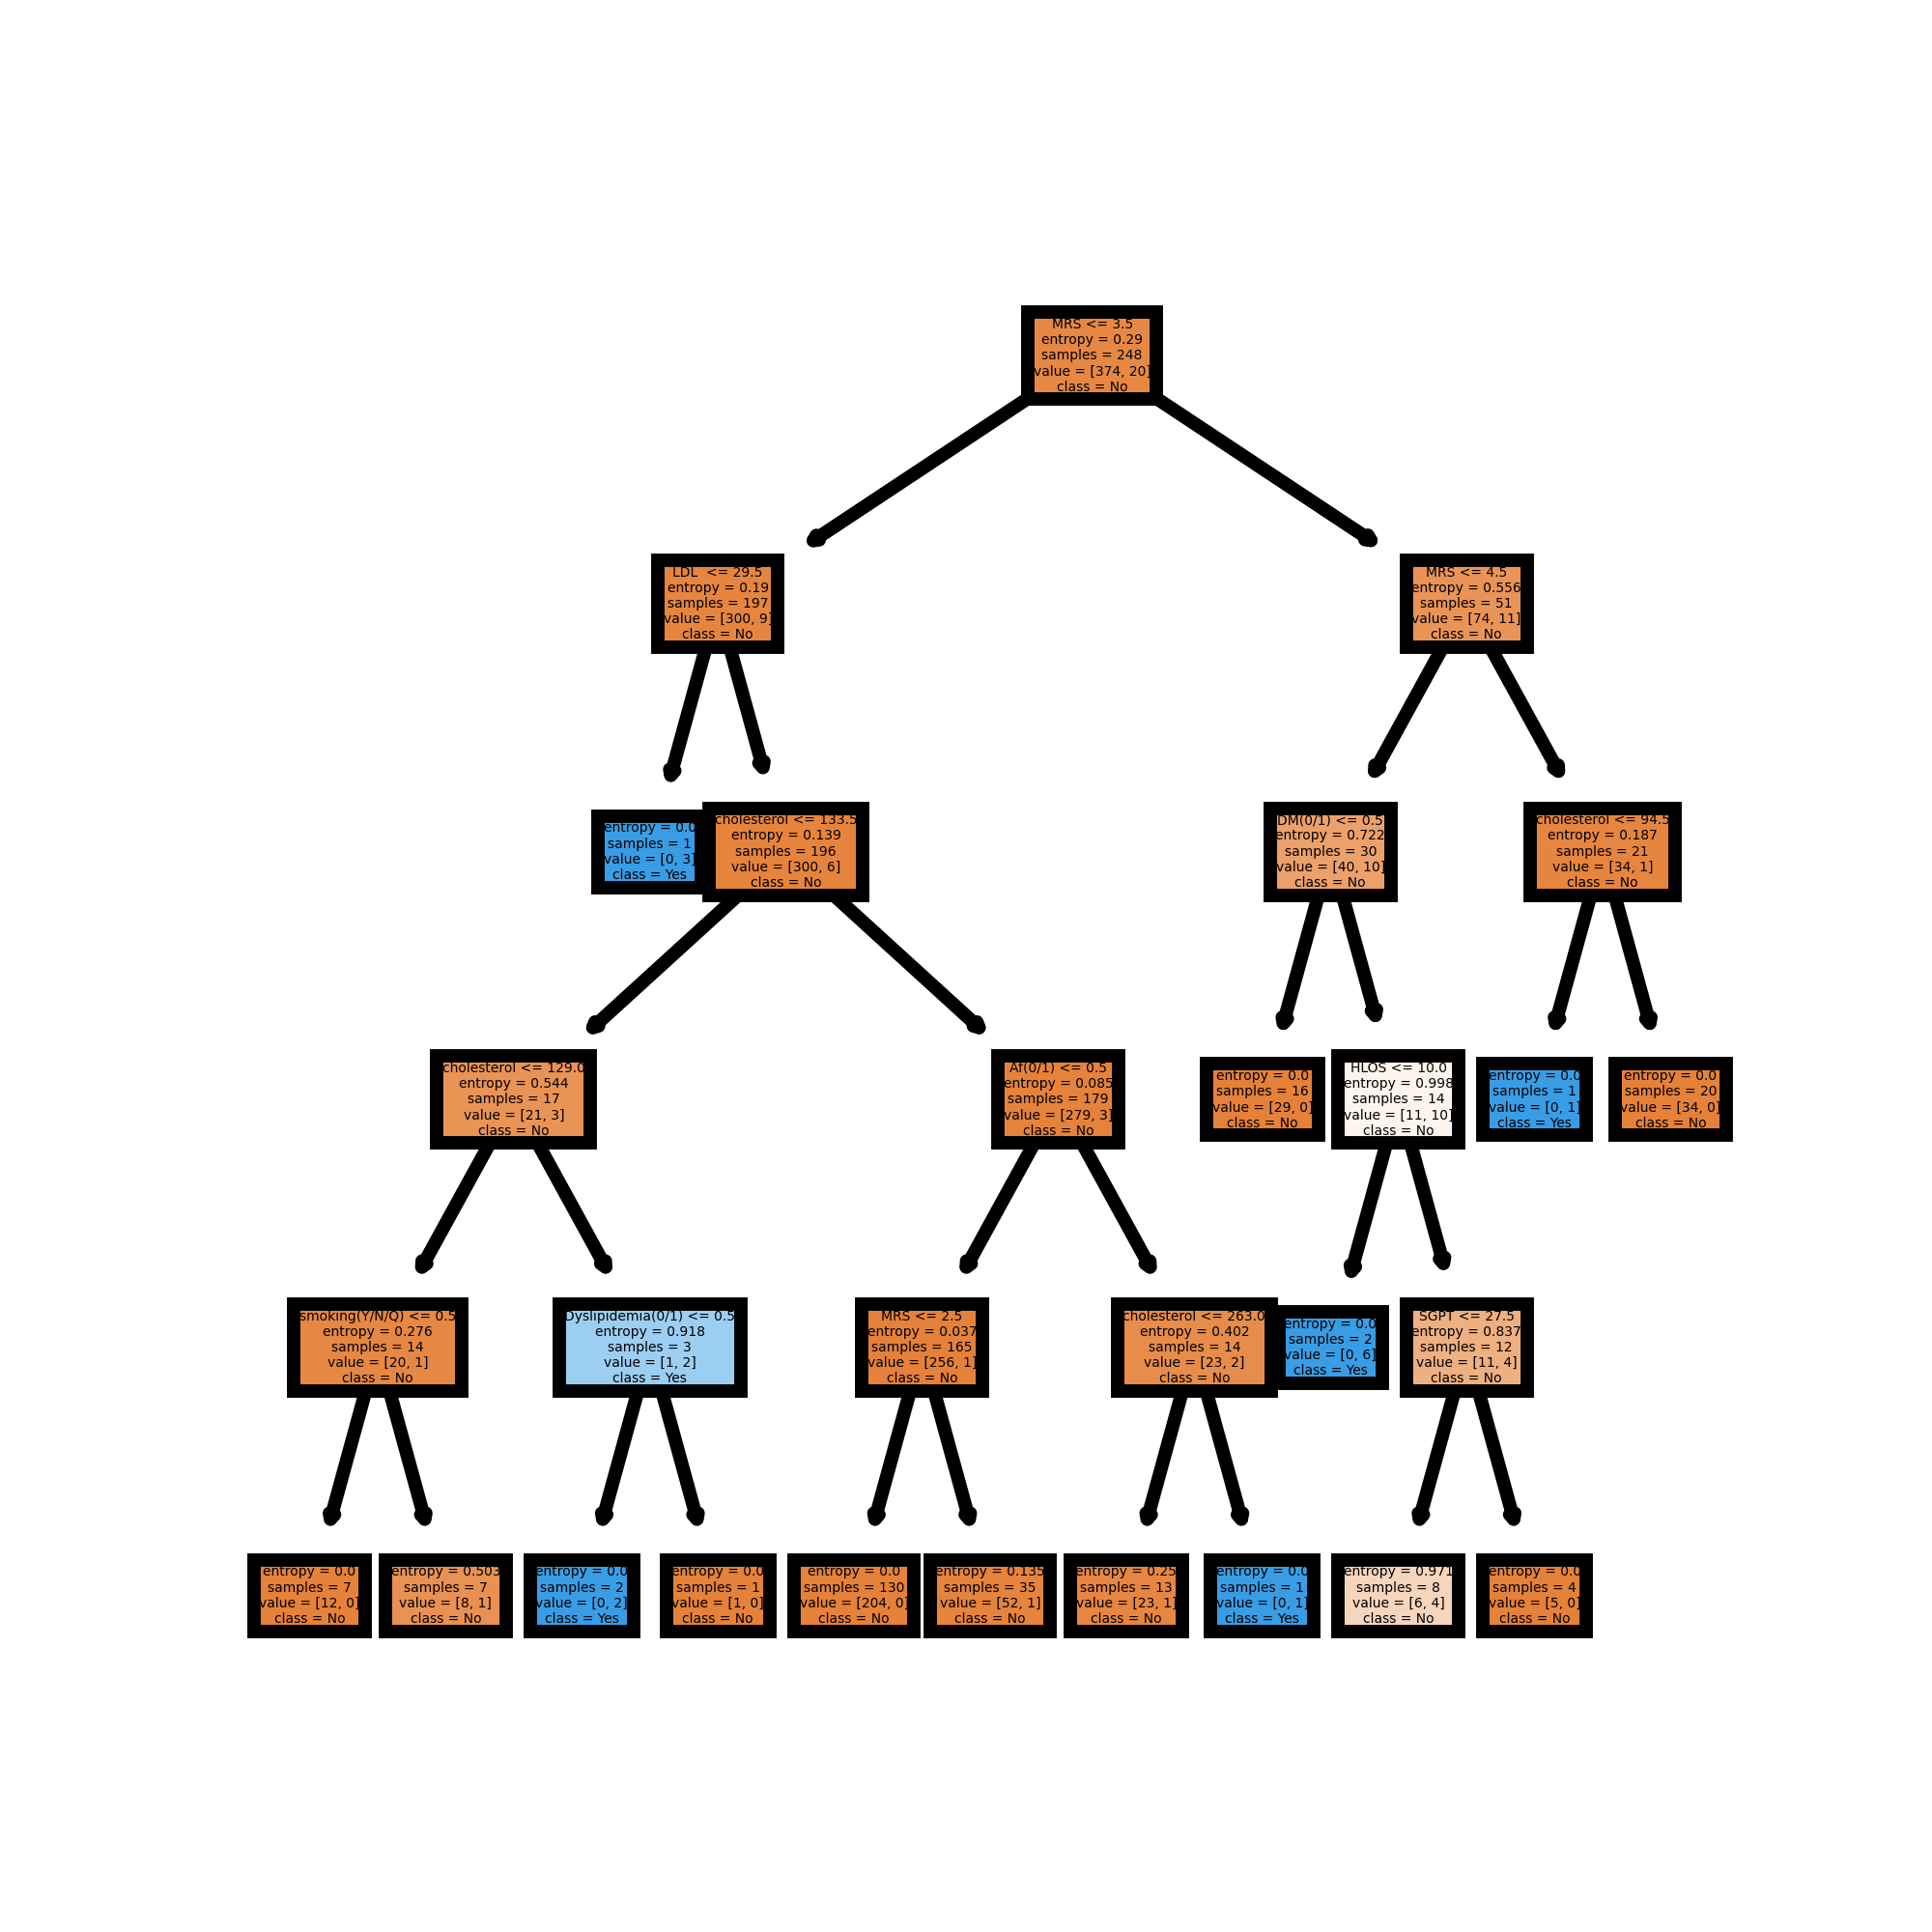 MRS <= 3.5
entropy = 0.29
samples = 248
value = [374, 20]
class = No
LDL  <= 29.5
entropy = 0.19
samples = 197
value = [300, 9]
class = No
MRS <= 4.5
entropy = 0.556
samples = 51
value = [74, 11]
class = No
entropy = 0.0
samples = 1
value = [0, 3]
class = Yes
cholesterol <= 133.5
entropy = 0.139
samples = 196
value = [300, 6]
class = No
DM(0/1) <= 0.5
entropy = 0.722
samples = 30
value = [40, 10]
class = No
cholesterol <= 94.5
entropy = 0.187
samples = 21
value = [34, 1]
class = No
cholesterol <= 129.0
entropy = 0.544
samples = 17
value = [21, 3]
class = No
Af(0/1) <= 0.5
entropy = 0.085
samples = 179
value = [279, 3]
class = No
entropy = 0.0
samples = 16
value = [29, 0]
class = No
HLOS <= 10.0
entropy = 0.998
samples = 14
value = [11, 10]
class = No
entropy = 0.0
samples = 1
value = [0, 1]
class = Yes
entropy = 0.0
samples = 20
value = [34, 0]
class = No
smoking(Y/N/Q) <= 0.5
entropy = 0.276
samples = 14
value = [20, 1]
class = No
Dyslipidemia(0/1) <= 0.5
entropy = 0.918
samples = 3
value = [1, 2]
class = Yes
MRS <= 2.5
entropy = 0.037
samples = 165
value = [256, 1]
class = No
cholesterol <= 263.0
entropy = 0.402
samples = 14
value = [23, 2]
class = No
entropy = 0.0
samples = 2
value = [0, 6]
class = Yes
SGPT <= 27.5
entropy = 0.837
samples = 12
value = [11, 4]
class = No
entropy = 0.0
samples = 7
value = [12, 0]
class = No
entropy = 0.503
samples = 7
value = [8, 1]
class = No
entropy = 0.0
samples = 2
value = [0, 2]
class = Yes
entropy = 0.0
samples = 1
value = [1, 0]
class = No
entropy = 0.0
samples = 130
value = [204, 0]
class = No
entropy = 0.135
samples = 35
value = [52, 1]
class = No
entropy = 0.25
samples = 13
value = [23, 1]
class = No
entropy = 0.0
samples = 1
value = [0, 1]
class = Yes
entropy = 0.971
samples = 8
value = [6, 4]
class = No
entropy = 0.0
samples = 4
value = [5, 0]
class = No